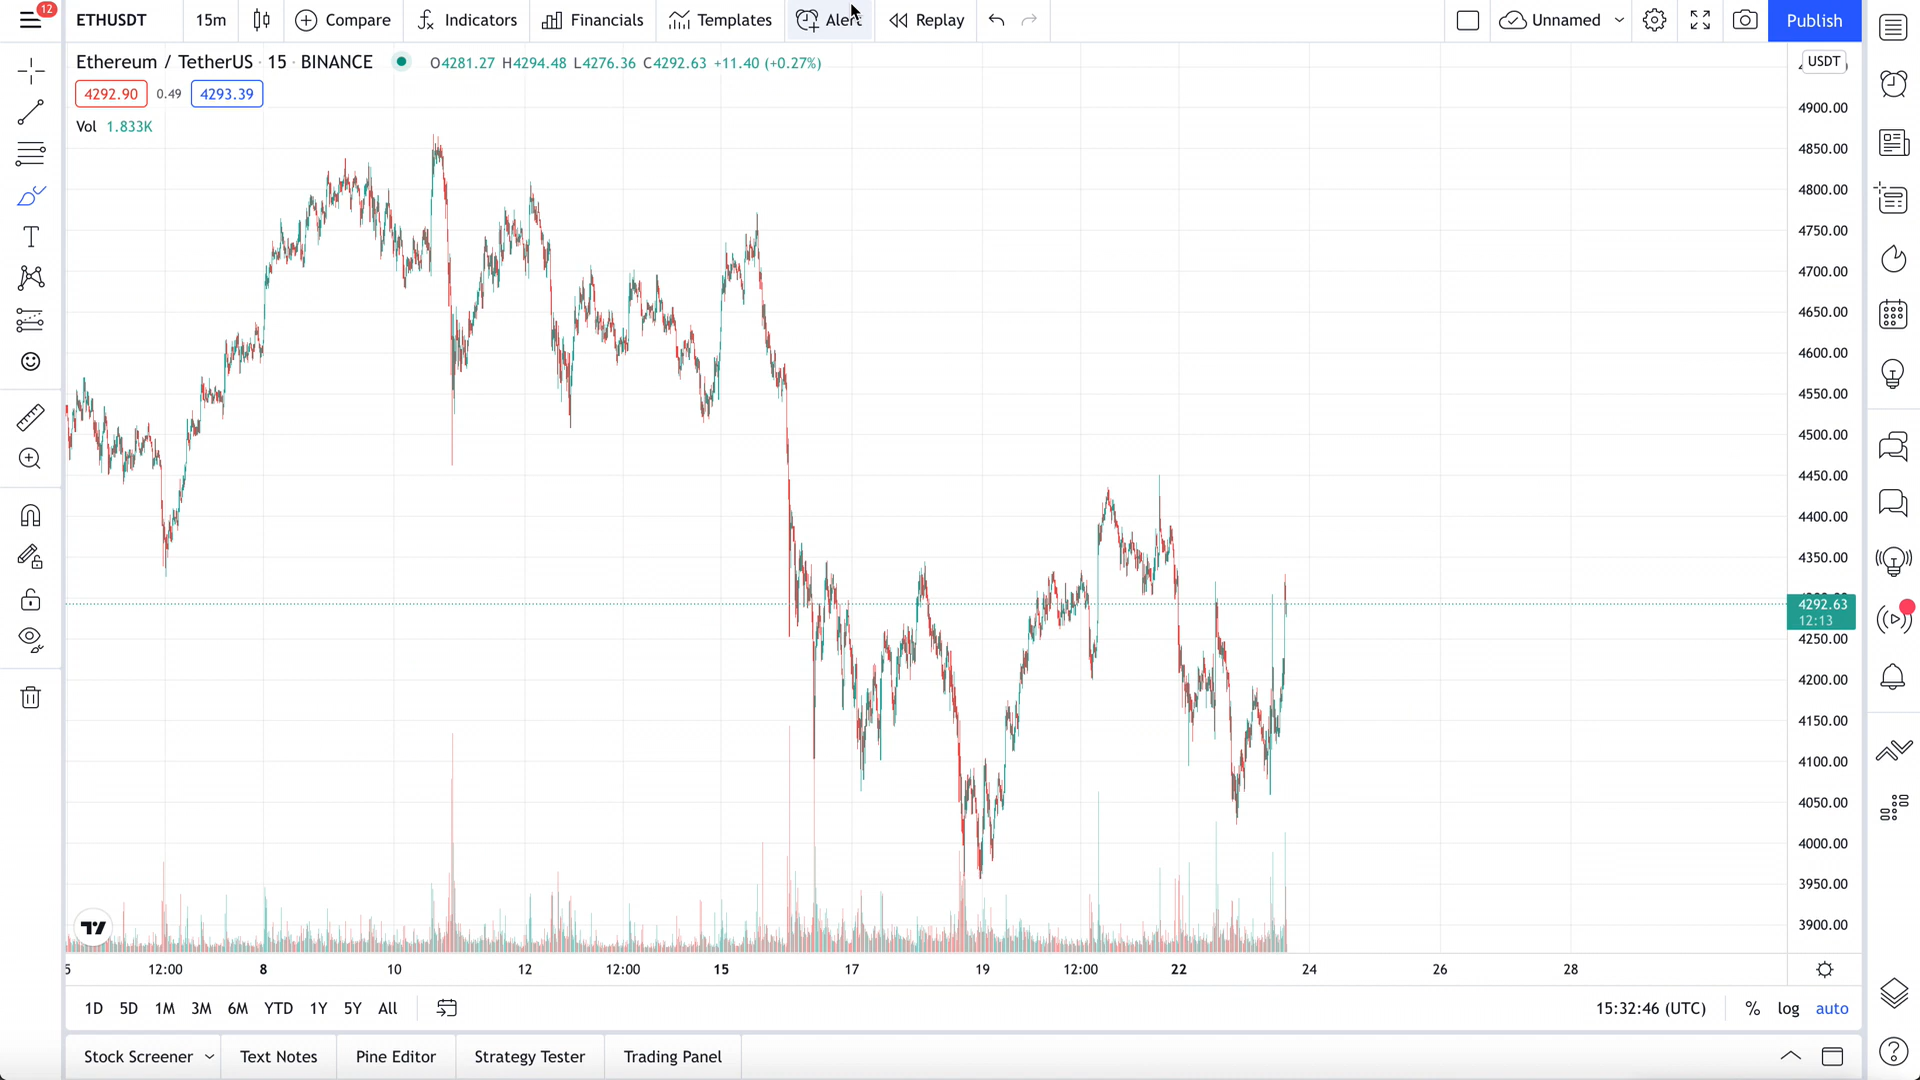 12
ETHUSDT 15m Compare Indicators Financials Templates Alert Replay Unnamed Publish
Ethereum / TetherUS · 15 · BINANCE O4281.27 H4294.48 L4276.36 C4292.63 +11.40 (+0.27%)
USDT
4292.90 0.49 4293.39
Vol 1.833K
4900.00
4850.00
4800.00
4750.00
4700.00
4650.00
4600.00
4550.00
4500.00
4450.00
4400.00
4350.00
4292.63
12:13
4250.00
4200.00
4150.00
4100.00
4050.00
4000.00
3950.00
3900.00
12:00 8 10 12 12:00 15 17 19 12:00 22 24 26 28
1D 5D 1M 3M 6M YTD 1Y 5Y All 15:32:46 (UTC) % log auto
Stock Screener Text Notes Pine Editor Strategy Tester Trading Panel